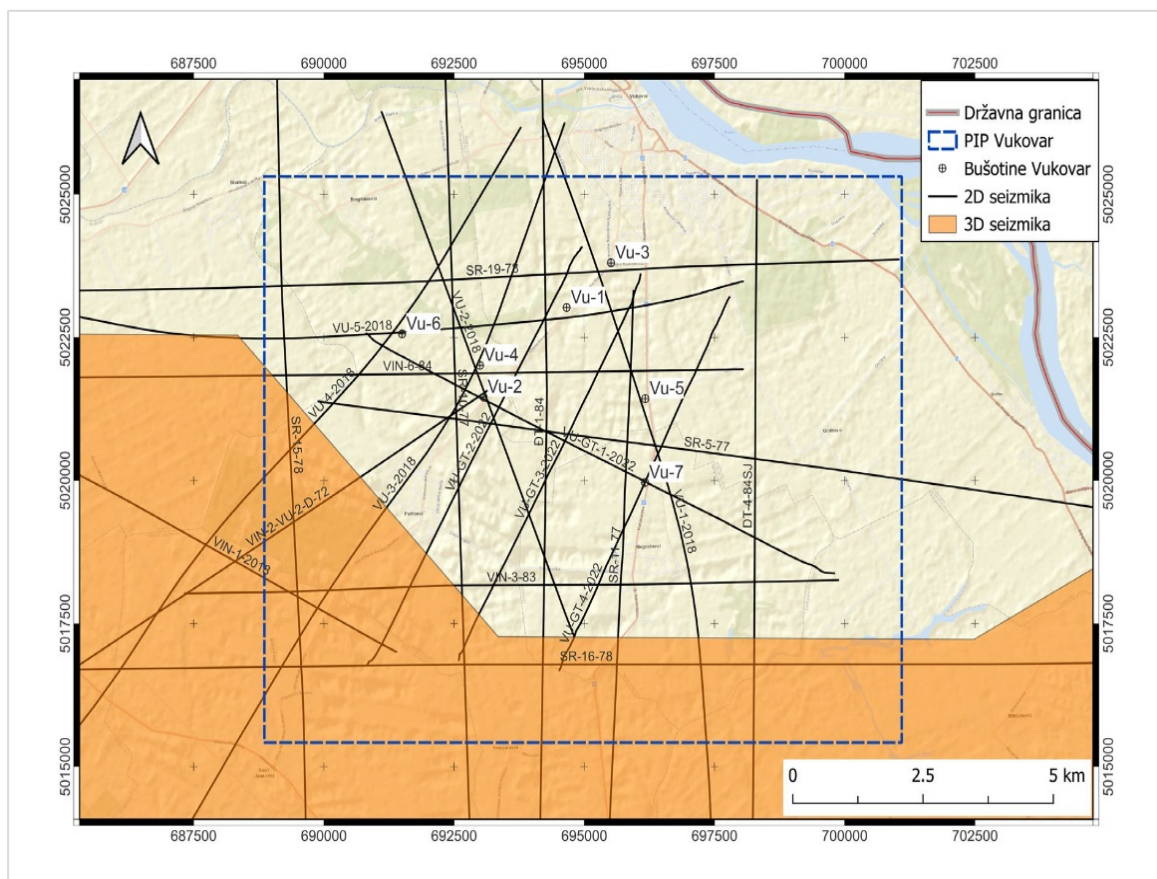 687500 690000 692500 695000 697500 700000 702500
Državna granica
PIP Vukovar
Bušotine Vukovar
2D seizmika
3D seizmika
Vukovar
5025000
5025000
Bogdanovci
Vu-3
SR-19-78
Vu-1
VU-2-2018
VU-5-2018
Vu-6
5022500
5022500
Vu-4
VIN-6-84
Vu-2
VU-4-2018
Vu-5
DT-1-84
SR-15-78
VU-GT-2-2022
VU-GT-1-2022
SR-5-77
Vu-7
VU-3-2018
VU-GT-3-2022
DT-4-84SJ
5020000
5020000
VIN-2-VU-2-D-72
VU-1-2018
VIN-1-2018
SR-11-77
Negoslavci
VIN-3-83
VU-GT-4-2022
5017500
5017500
SR-16-78
5015000
5015000
0 2.5 5 km
687500 690000 692500 695000 697500 700000 702500